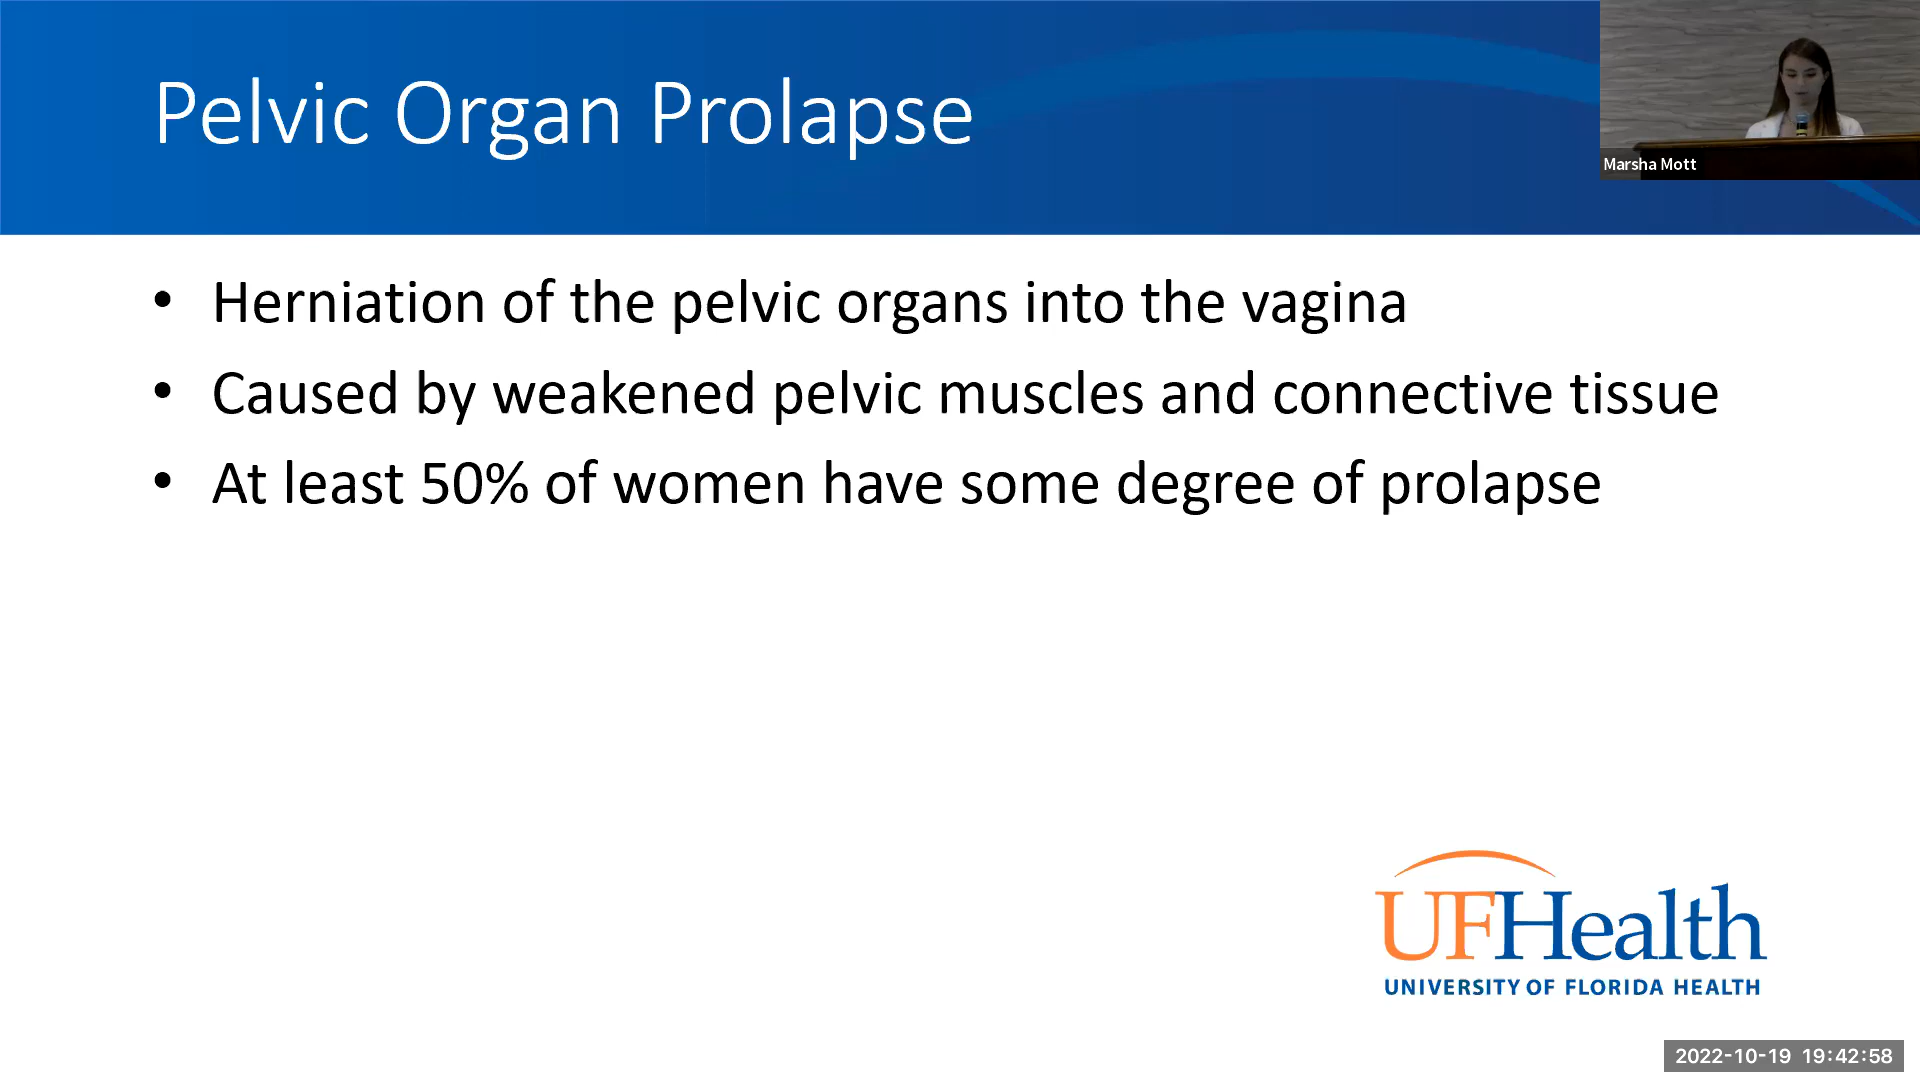 Pelvic Organ Prolapse
Marsha Mott
• Herniation of the pelvic organs into the vagina
• Caused by weakened pelvic muscles and connective tissue
• At least 50% of women have some degree of prolapse
UFHealth
UNIVERSITY OF FLORIDA HEALTH
2022-10-19 19:42:58